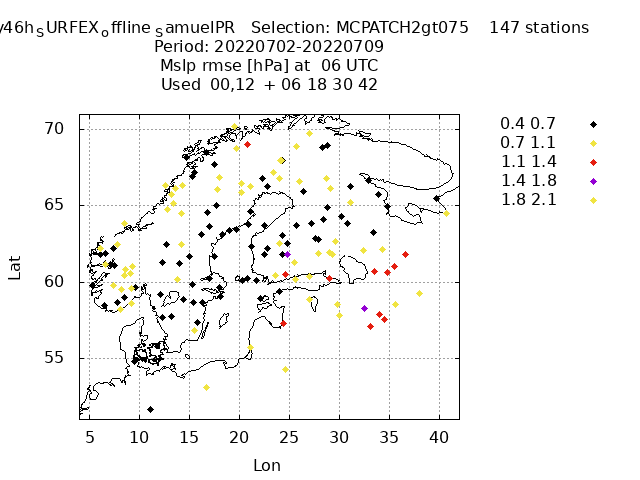 y46h_SURFEX_offline_samuelPR   Selection: MCPATCH2gt075    147 stations
Period: 20220702-20220709
Mslp rmse [hPa] at  06 UTC
Used  00,12  + 06 18 30 42
0.4 0.7
0.7 1.1
1.1 1.4
1.4 1.8
1.8 2.1
70
65
60
55
Lat
5 10 15 20 25 30 35 40
Lon